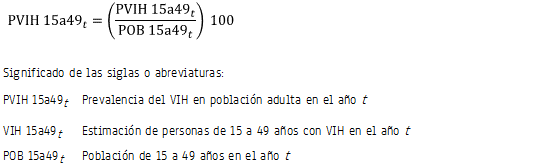 PVIH 15a49t = (PVIH 15a49t / POB 15a49t) 100
Significado de las siglas o abreviaturas:
PVIH 15a49t Prevalencia del VIH en población adulta en el año t
VIH 15a49t Estimación de personas de 15 a 49 años con VIH en el año t
POB 15a49t Población de 15 a 49 años en el año t